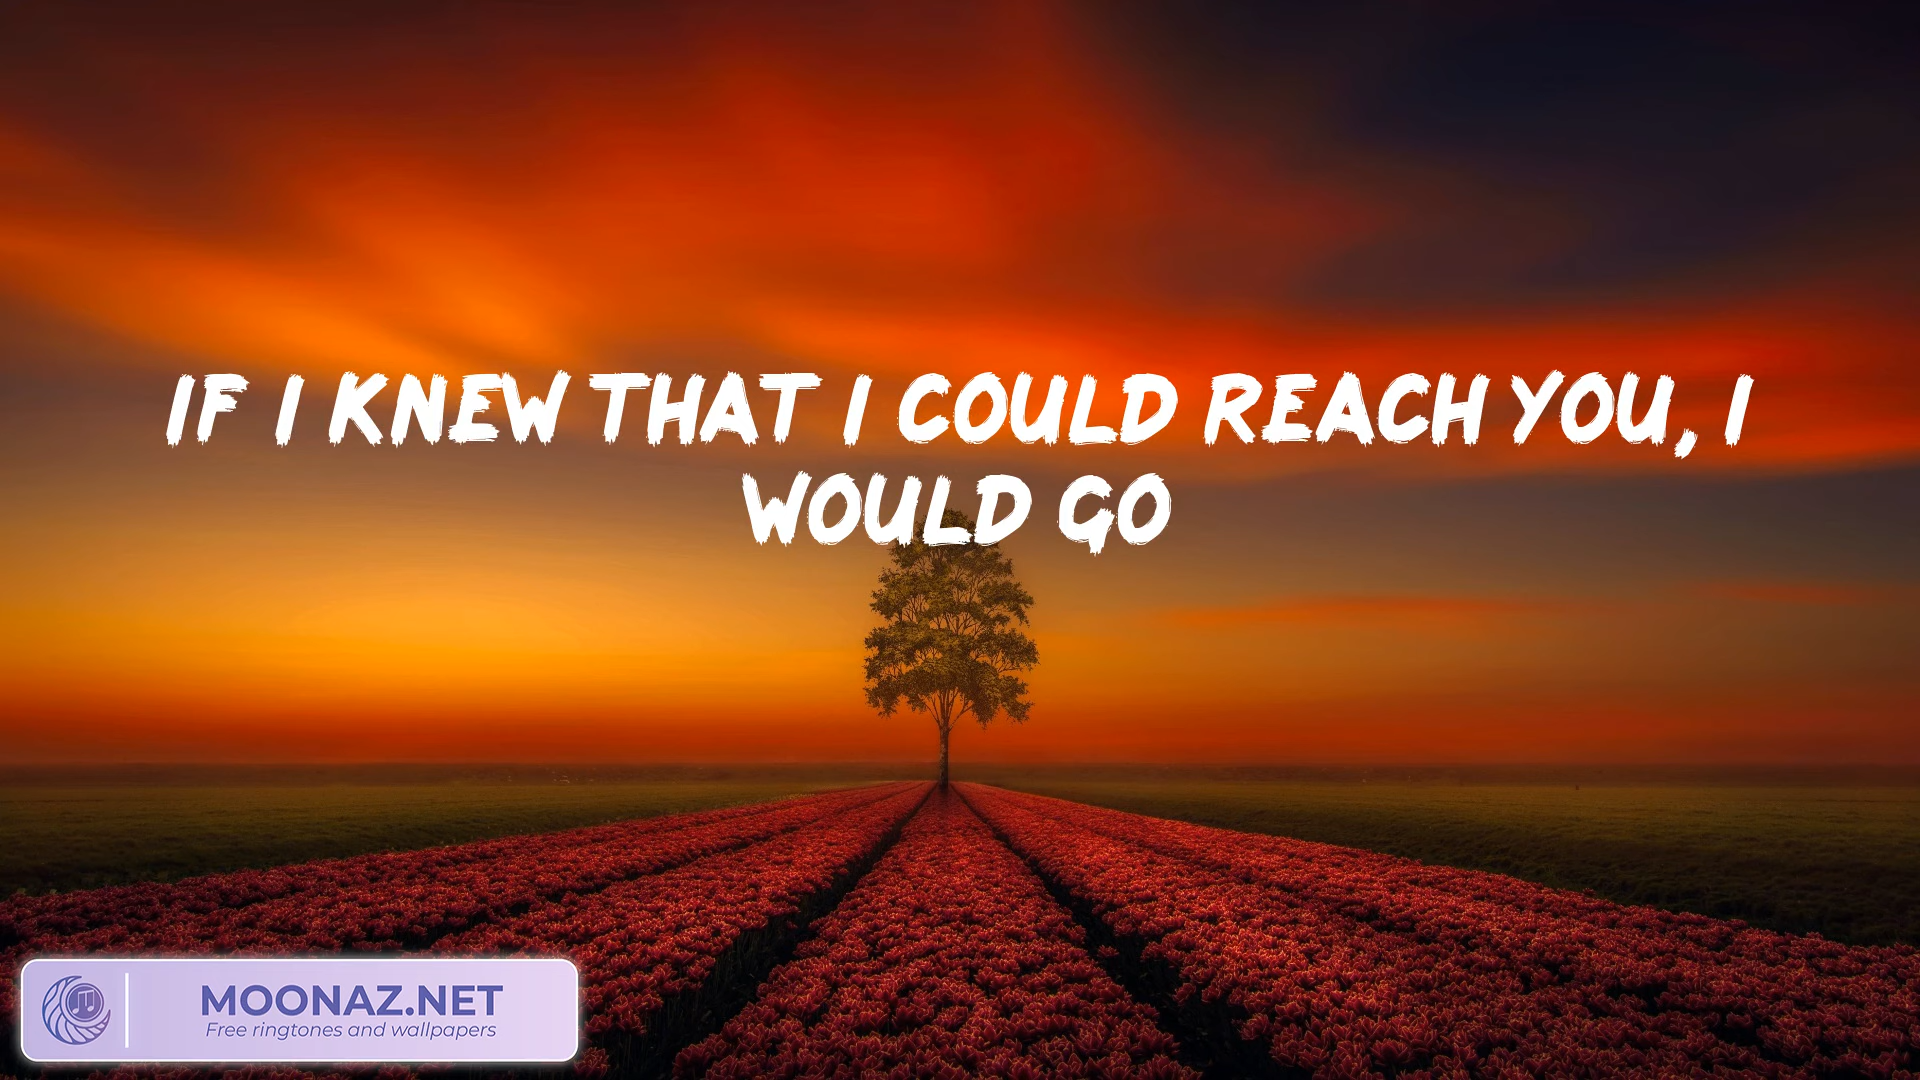 IF I KNEW THAT I COULD REACH YOU, I
WOULD GO
MOONAZ.NET
Free ringtones and wallpapers